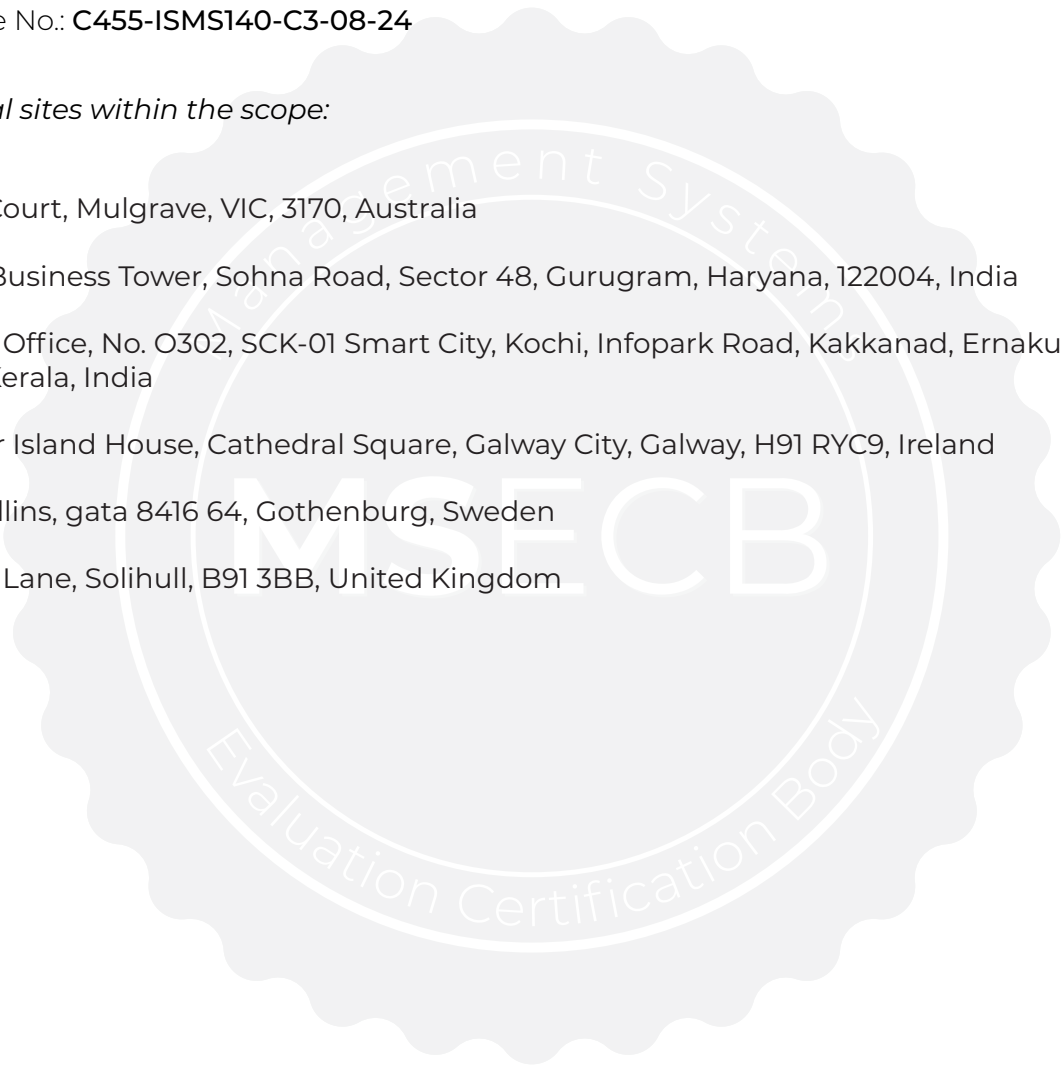 e No.: C455-ISMS140-C3-08-24
al sites within the scope:
Court, Mulgrave, VIC, 3170, Australia
Business Tower, Sohna Road, Sector 48, Gurugram, Haryana, 122004, India
Office, No. O302, SCK-01 Smart City, Kochi, Infopark Road, Kakkanad, Ernaku
Kerala, India
r Island House, Cathedral Square, Galway City, Galway, H91 RYC9, Ireland
llins, gata 8416 64, Gothenburg, Sweden
Lane, Solihull, B91 3BB, United Kingdom
Management Systems
MSECB
Evaluation Certification Body